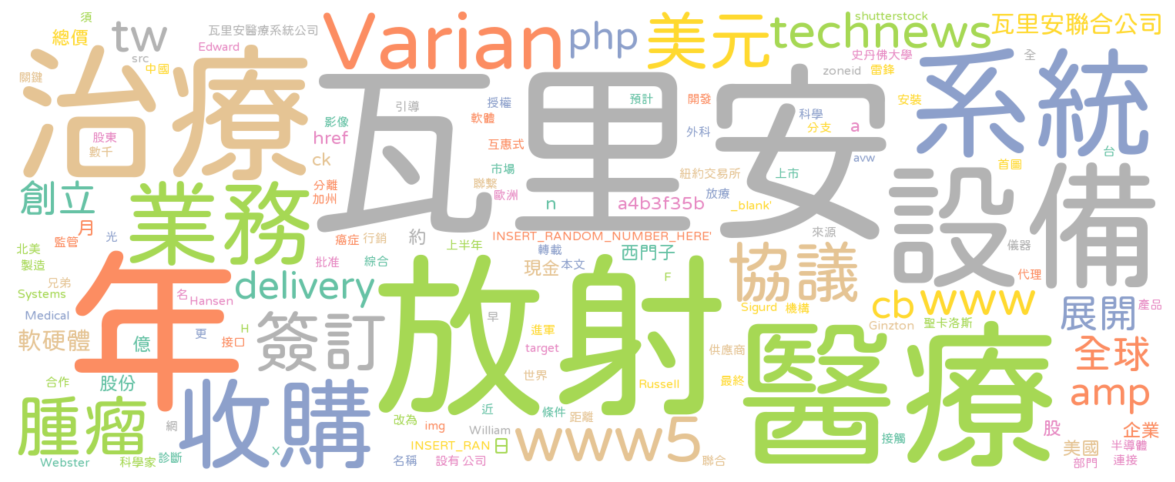 須
瓦里安醫療系統公司
Varian
php
美元
shutterstock
technews
瓦里安聯合公司
總價
tw
Edward
src
中國
關鍵
治療
史丹佛大學
zoneid
雷鋒
全
系統
瓦里安
引導
授權
預計
開發
安裝
影像
軟體
科學
分支
a
href
外科
股東
數千
互惠式
avw
台
ck
市場
紐約交易所
上市
首圖
設備
聯繫
歐洲
放療
創立
業務
分離
加州
n
a4b3f35b
_blank'
月
監管
光
約
癌症
行銷
INSERT_RANDOM_NUMBER_HERE'
來源
北美
製造
批准
綜合
上半年
轉載
本文
西門子
儀器
年
現金
協議
代理
兄弟
delivery
放射
F
Systems
名
Hansen
Sigurd
機構
cb
www
產品
Medical
更
H
早
進軍
Ginzton
聖卡洛斯
展開
軟硬體
億
接口
簽訂
target
供應商
醫療
全球
合作
股份
世界
Russell
最終
amp
腫瘤
收購
改為
近
條件
距離
網
img
William
www5
股
企業
INSERT_RAN
日
接觸
美國
半導體
Webster
科學家
診斷
X
名稱
設有
公司
聯合
部門
連接